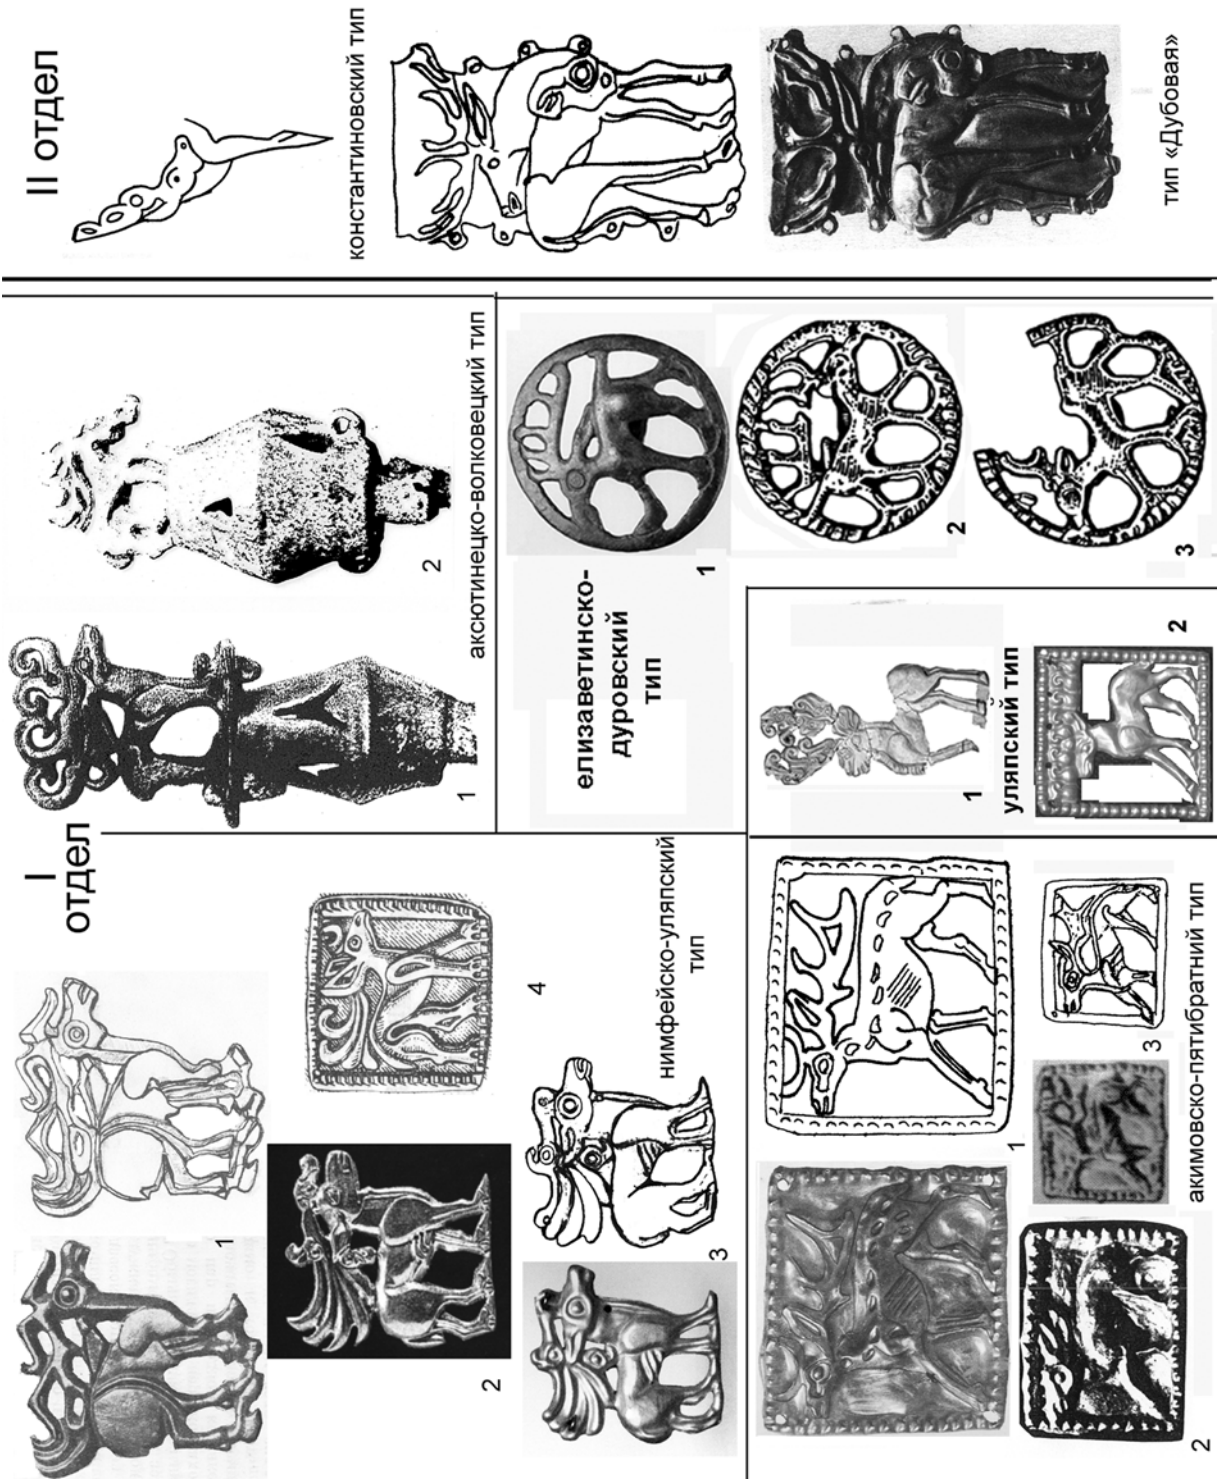 I
отдел
1
2
3
4
нимфейско-уляпский
тип
1
2
аксютинецко-волковецкий тип
елизаветинско-
дуровский
тип
1
2
3
1
2
3
акимовско-пятибратний тип
1
уляпский тип
2
II отдел
константиновский тип
тип «Дубовая»